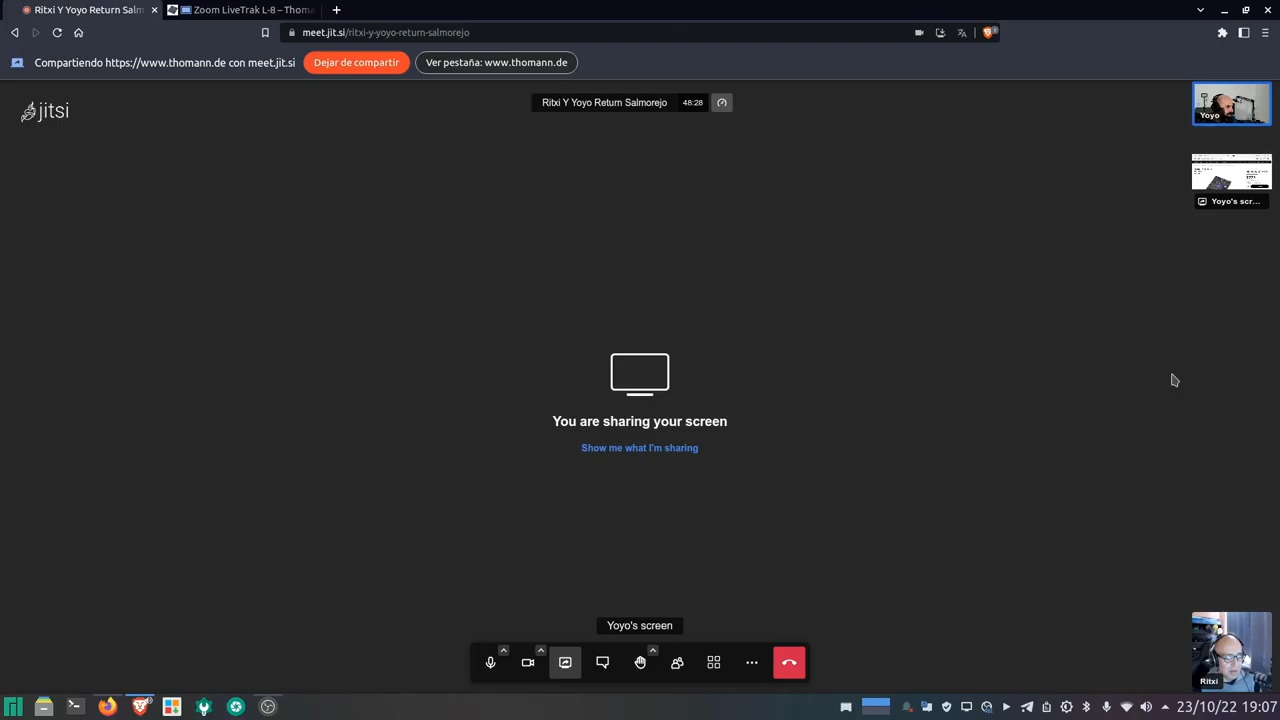 Ritxi Y Yoyo Return Salm
Zoom LiveTrak L-8 – Thoma
meet.jit.si/ritxi-y-yoyo-return-salmorejo
Compartiendo https://www.thomann.de con meet.jit.si
Dejar de compartir
Ver pestaña: www.thomann.de
jitsi
Ritxi Y Yoyo Return Salmorejo
48:28
Yoyo
Yoyo's scr...
You are sharing your screen
Show me what I'm sharing
Yoyo's screen
Ritxi
23/10/22 19:07